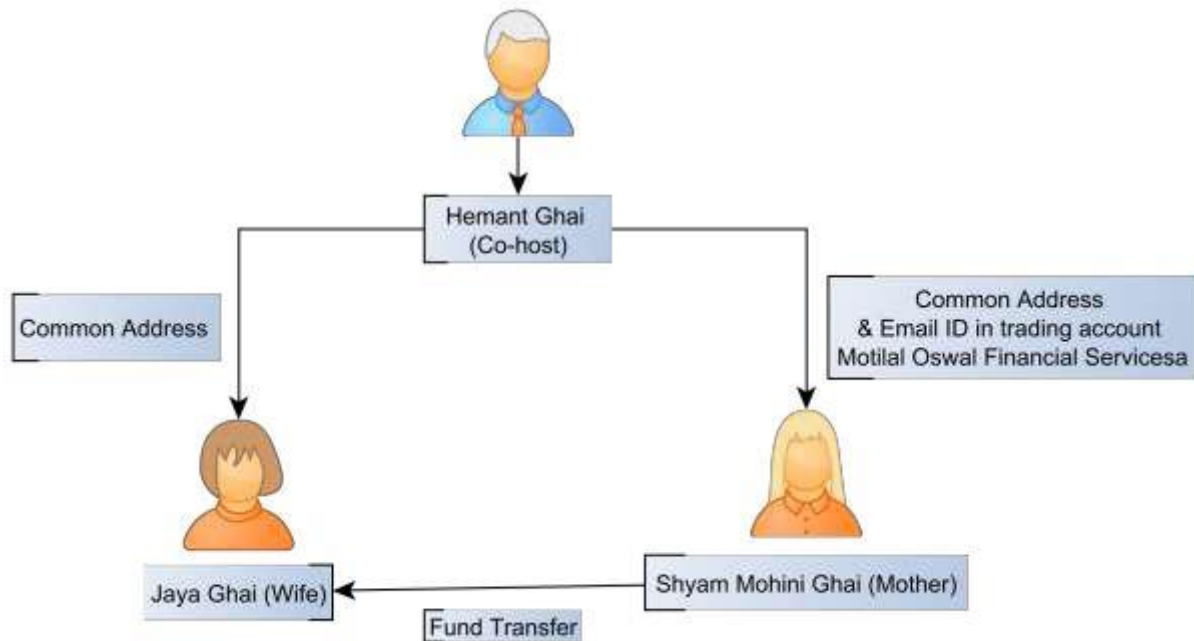 Hemant Ghai
(Co-host)
Common Address
Common Address
& Email ID in trading account
Motilal Oswal Financial Servicesa
Jaya Ghai (Wife)
Shyam Mohini Ghai (Mother)
Fund Transfer